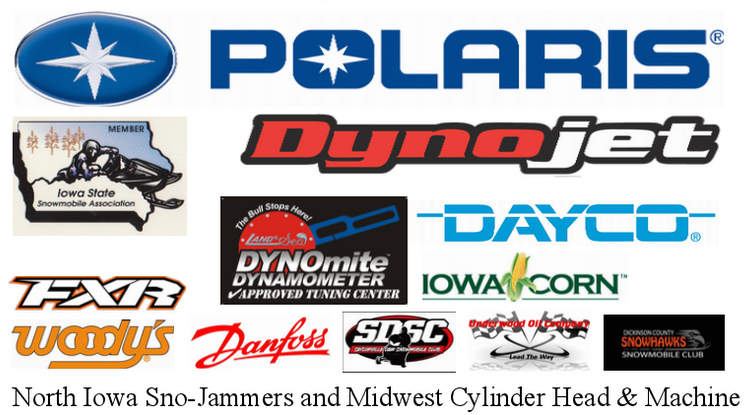 POLARIS®
MEMBER
Iowa State
Snowmobile Association
Dynojet
The Bull Stops Here!
LAND & Sea
DYNOmite™
DYNAMOMETER
✓APPROVED TUNING CENTER
DAYCO®
IOWA CORN™
FXR
woody's®
Danfoss
SDSC
SNOWMOBILE CLUB
Underwood Oil Company
Lead The Way
DICKINSON COUNTY
SNOWHAWKS
SNOWMOBILE CLUB
North Iowa Sno-Jammers and Midwest Cylinder Head & Machine